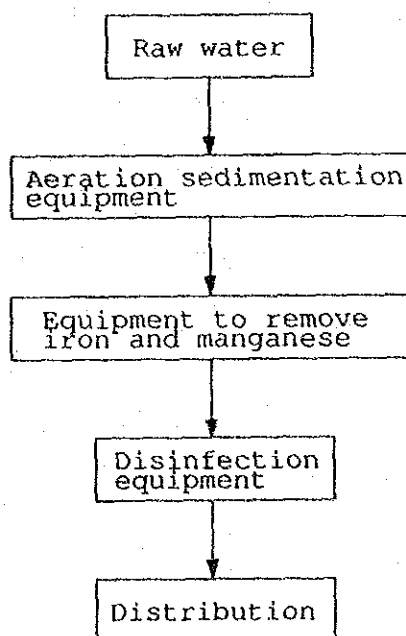 Raw water
Aeration sedimentation
equipment
Equipment to remove
iron and manganese
Disinfection
equipment
Distribution